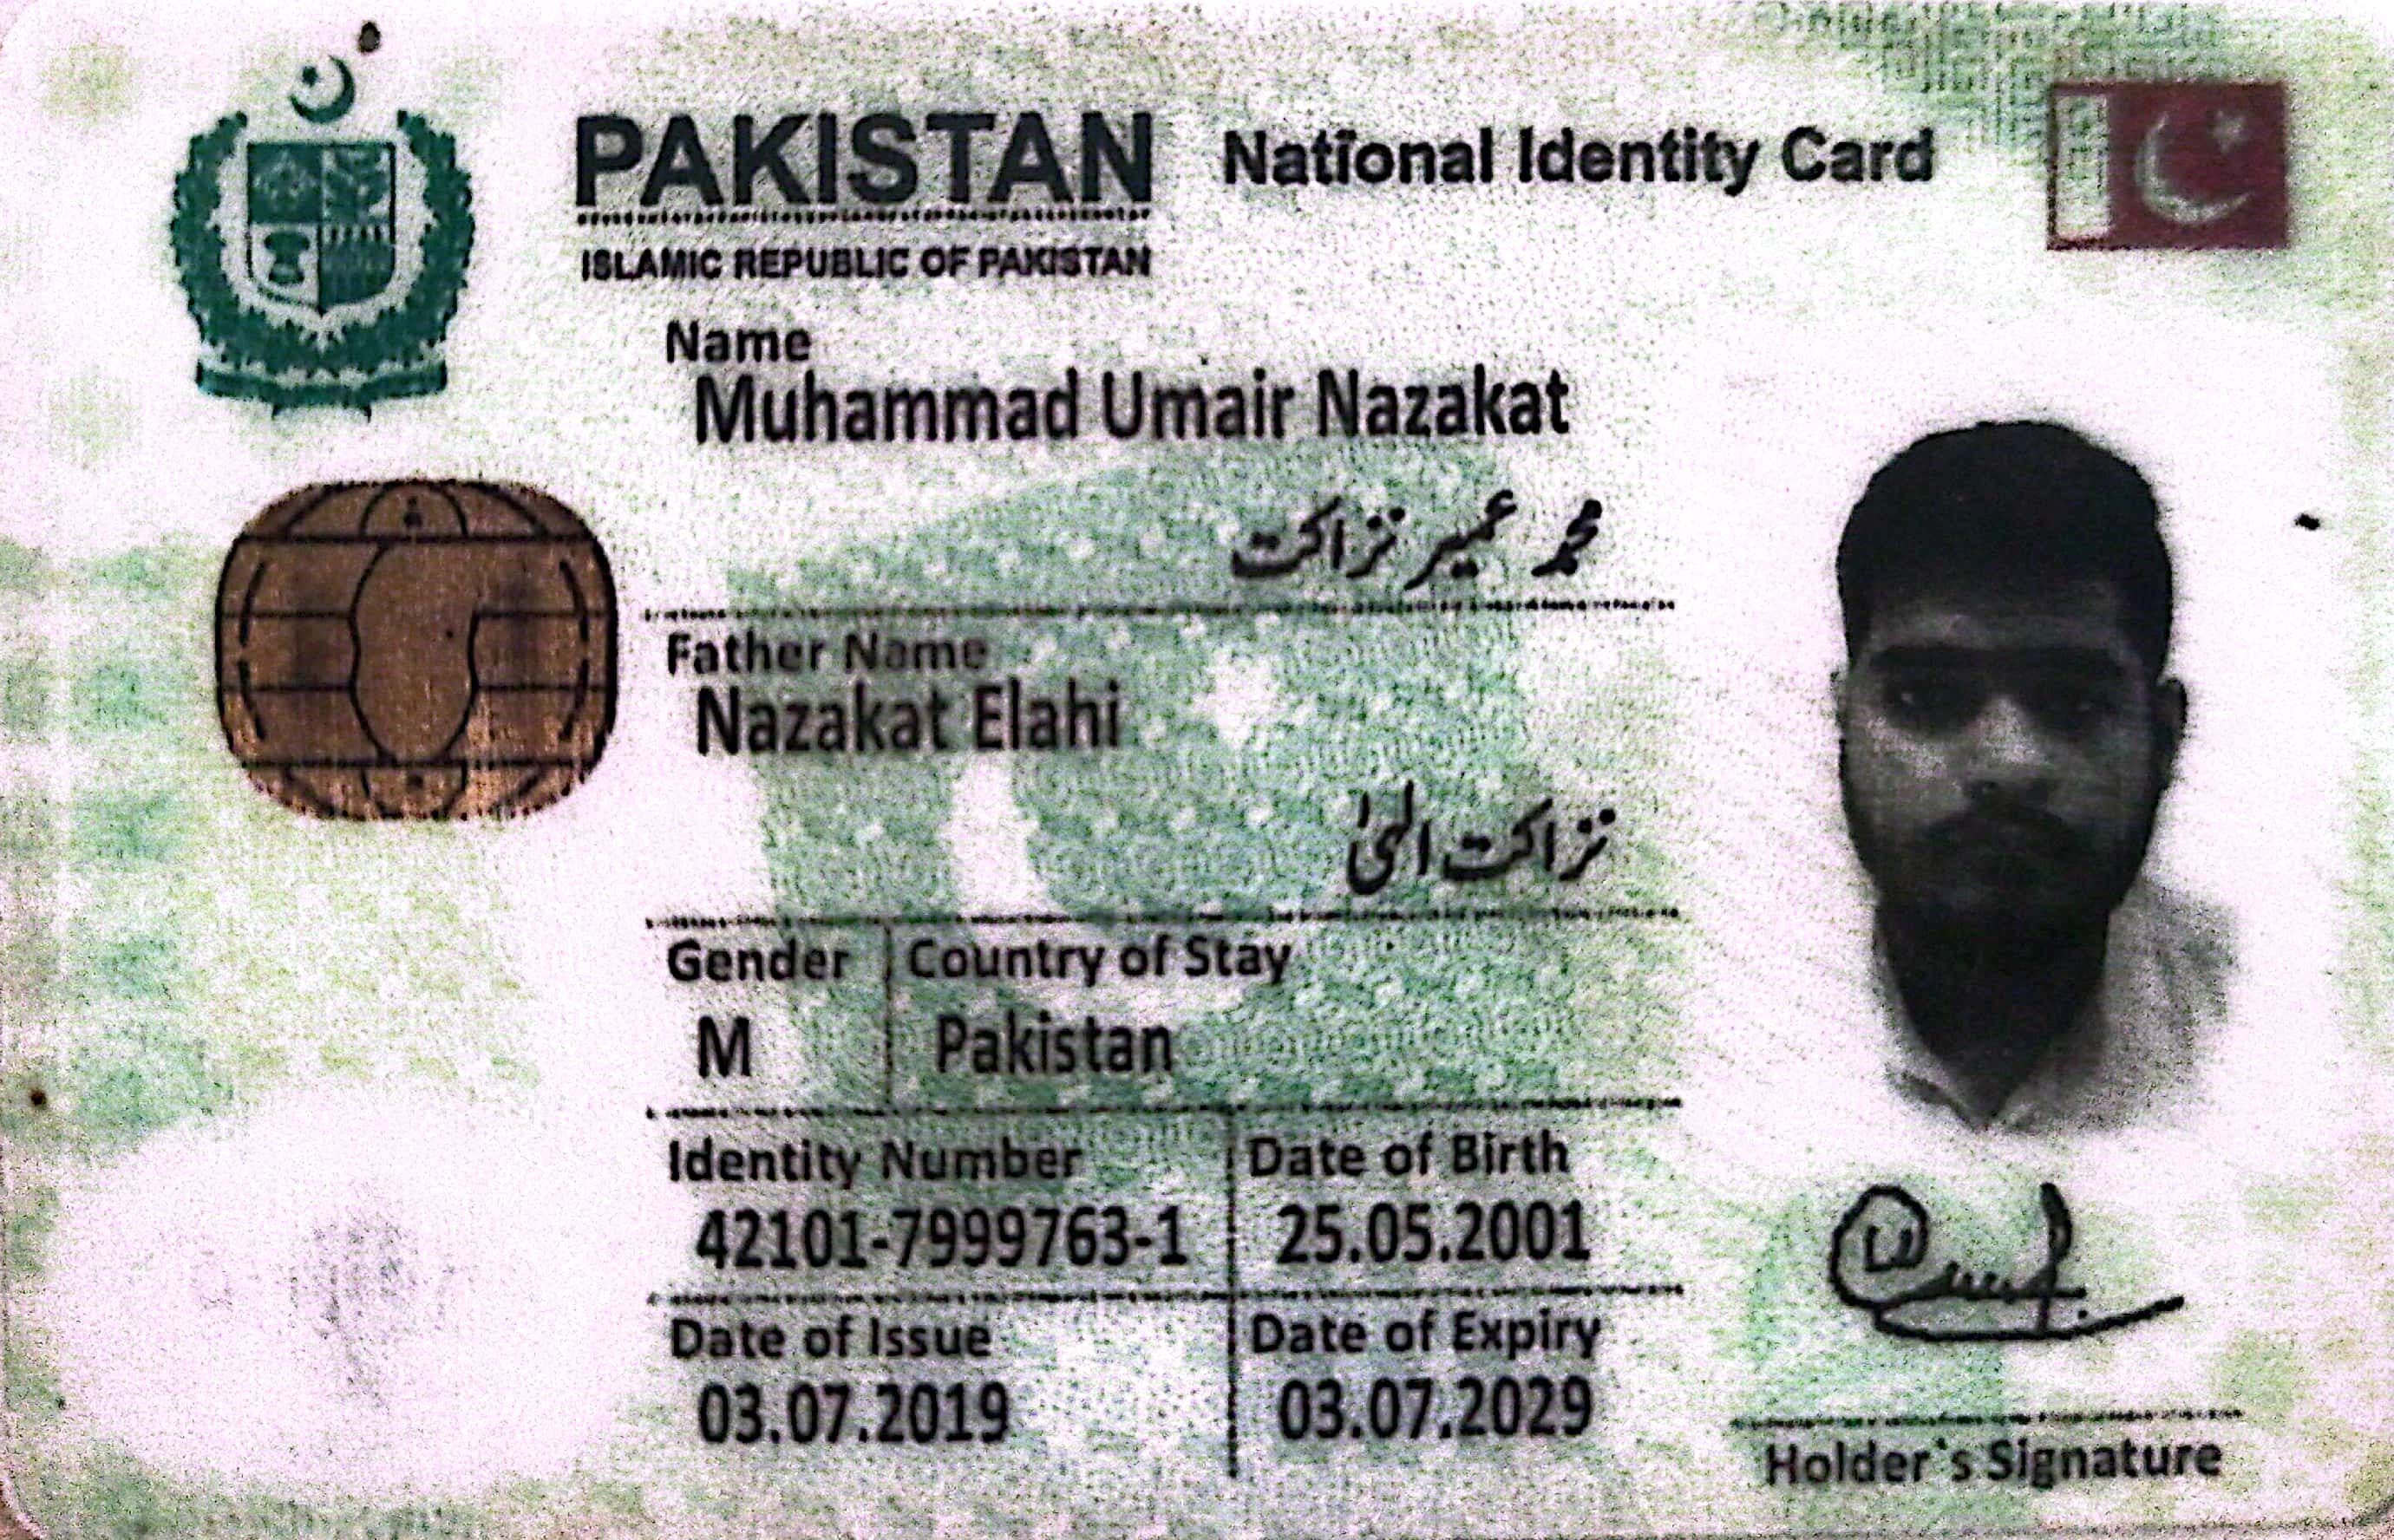 PAKISTAN National Identity Card
ISLAMIC REPUBLIC OF PAKISTAN
Name
Muhammad Umair Nazakat
محمد عمیر نزاکت
Father Name
Nazakat Elahi
نزاکت الہیٰ
Gender Country of Stay
M Pakistan
Identity Number Date of Birth
42101-7999763-1 25.05.2001
Date of Issue Date of Expiry
03.07.2019 03.07.2029
Holder's Signature